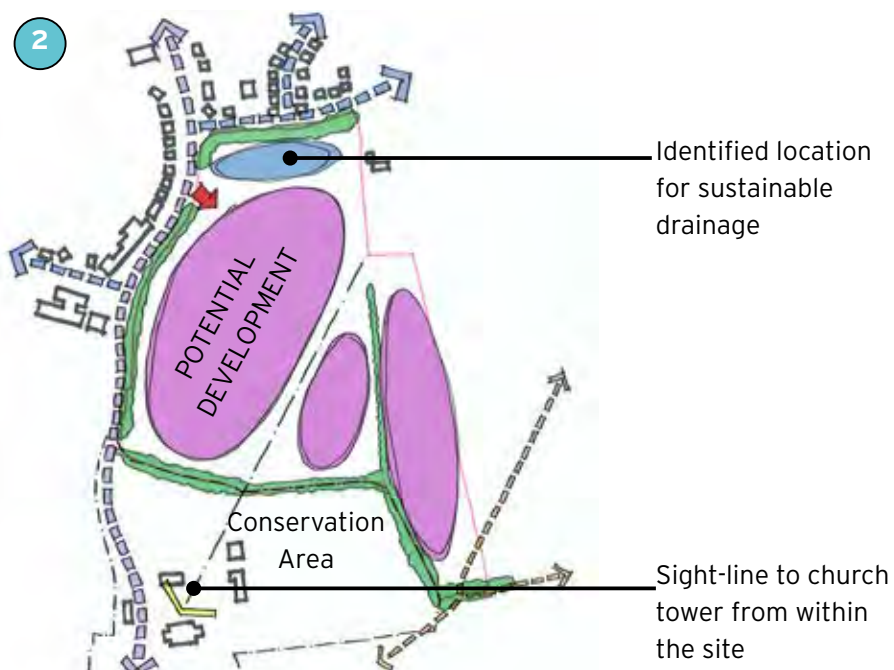 2
Identified location
for sustainable
drainage
POTENTIAL
DEVELOPMENT
Conservation
Area
Sight-line to church
tower from within
the site